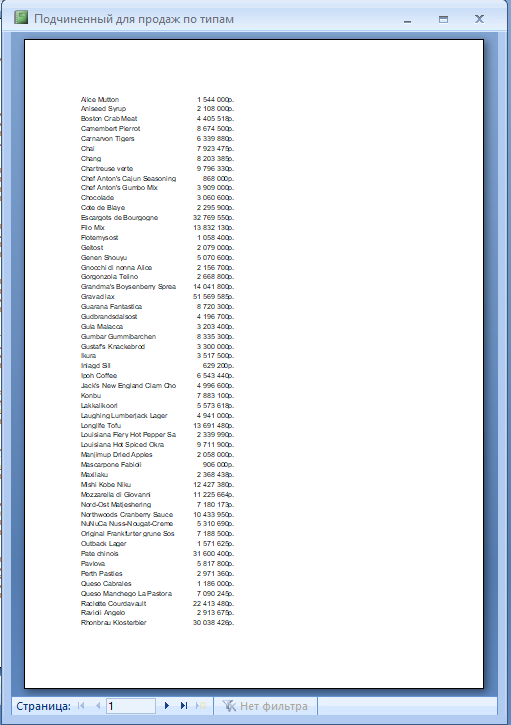 Подчиненный для продаж по типам
Alice Mutton 1 544 000р.
Aniseed Syrup 2 108 000р.
Boston Crab Meat 4 405 518р.
Camembert Pierrot 8 674 500р.
Carnarvon Tigers 6 339 880р.
Chai 7 923 475р.
Chang 8 203 385р.
Chartreuse verte 9 796 330р.
Chef Anton's Cajun Seasoning 868 000р.
Chef Anton's Gumbo Mix 3 909 000р.
Chocolade 3 060 600р.
Cote de Blaye 2 295 900р.
Escargots de Bourgogne 32 769 550р.
Filo Mix 13 832 130р.
Flotemysost 1 058 400р.
Geitost 2 079 000р.
Genen Shouyu 5 070 600р.
Gnocchi di nonna Alice 2 156 700р.
Gorgonzola Telino 2 668 800р.
Grandma's Boysenberry Sprea 14 041 800р.
Gravad lax 51 569 585р.
Guarana Fantastica 8 720 300р.
Gudbrandsdalsost 4 196 700р.
Gula Malacca 3 203 400р.
Gumbar Gummibarchen 8 335 300р.
Gustaf's Knackebrod 3 300 000р.
Ikura 3 517 500р.
Inlagd Sill 629 200р.
Ipoh Coffee 6 543 440р.
Jack's New England Clam Cho 4 996 600р.
Konbu 7 883 100р.
Lakkalikoori 5 573 618р.
Laughing Lumberjack Lager 4 941 000р.
Longlife Tofu 13 691 480р.
Louisiana Fiery Hot Pepper Sa 2 339 990р.
Louisiana Hot Spiced Okra 9 711 900р.
Manjimup Dried Apples 2 058 000р.
Mascarpone Fabioli 906 000р.
Maxilaku 2 368 438р.
Mishi Kobe Niku 12 427 380р.
Mozzarella di Giovanni 11 225 664р.
Nord-Ost Matjeshering 7 180 173р.
Northwoods Cranberry Sauce 10 433 950р.
NuNuCa Nuss-Nougat-Creme 5 310 690р.
Original Frankfurter grune Sos 7 188 500р.
Outback Lager 1 571 625р.
Pate chinois 31 600 400р.
Pavlova 5 817 800р.
Perth Pasties 2 971 360р.
Queso Cabrales 1 186 000р.
Queso Manchego La Pastora 7 090 245р.
Raclette Courdavault 22 413 480р.
Ravioli Angelo 2 913 675р.
Rhonbrau Klosterbier 30 038 426р.
Страница: 1 Нет фильтра